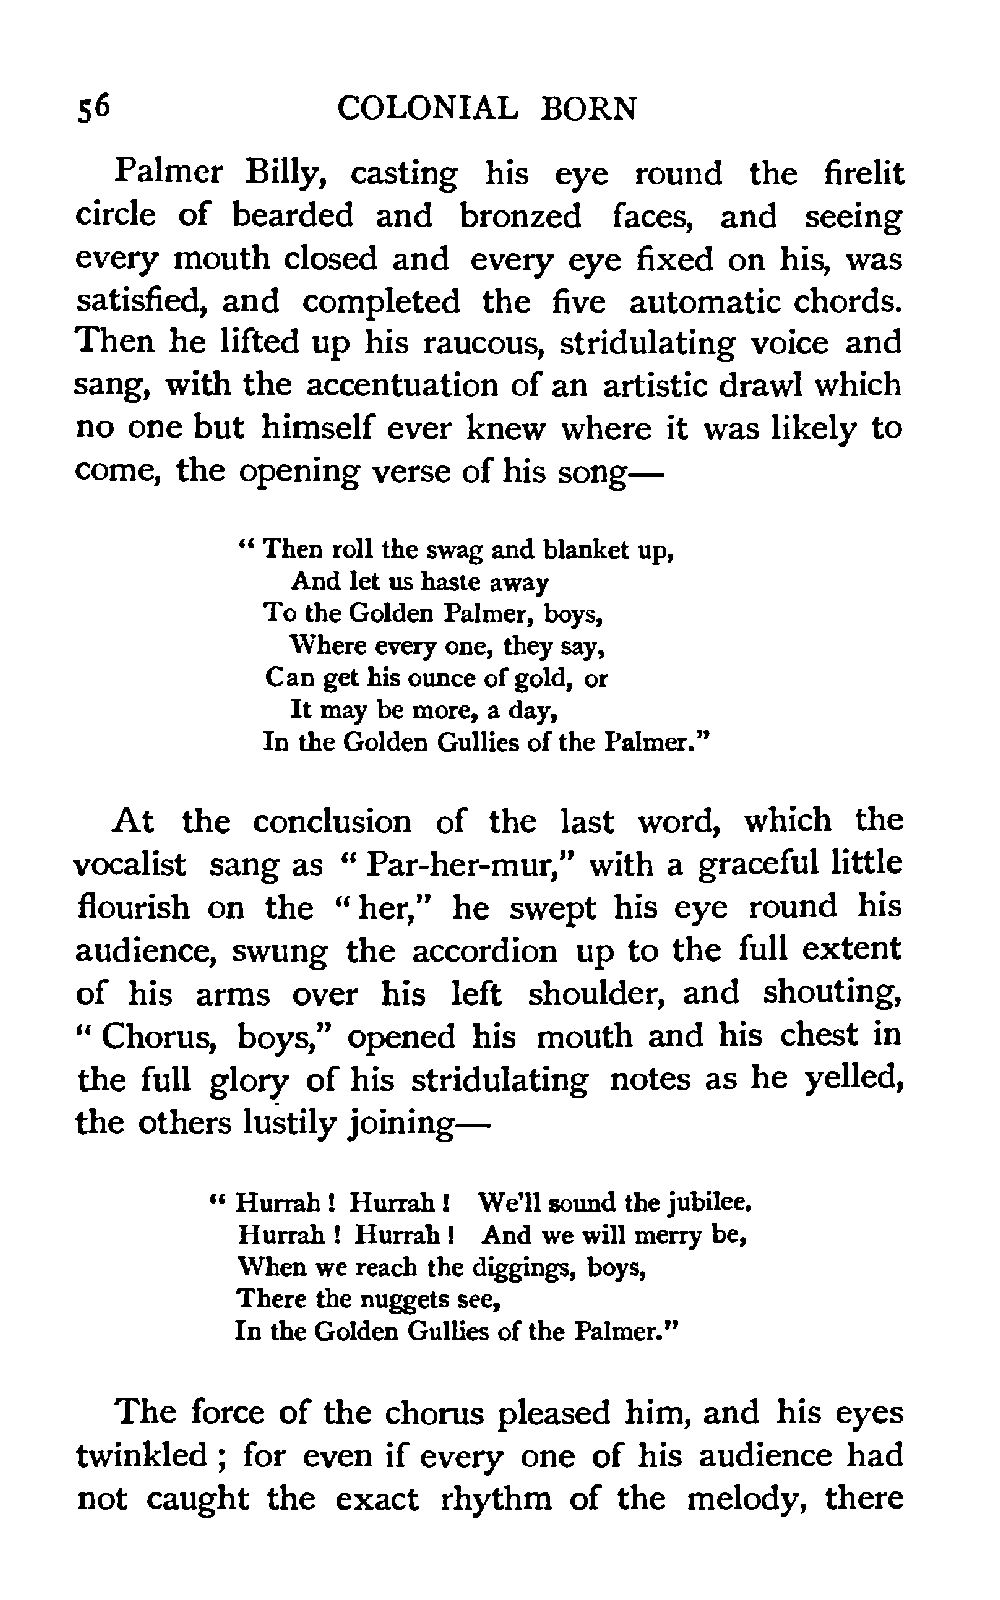 56 COLONIAL BORN
Palmer Billy, casting his eye round the firelit
circle of bearded and bronzed faces, and seeing
every mouth closed and every eye fixed on his, was
satisfied, and completed the five automatic chords.
Then he lifted up his raucous, stridulating voice and
sang, with the accentuation of an artistic drawl which
no one but himself ever knew where it was likely to
come, the opening verse of his song—
“ Then roll the swag and blanket up,
And let us haste away
To the Golden Palmer, boys,
Where every one, they say,
Can get his ounce of gold, or
It may be more, a day,
In the Golden Gullies of the Palmer.”
At the conclusion of the last word, which the
vocalist sang as “ Par-her-mur,” with a graceful little
flourish on the “ her,” he swept his eye round his
audience, swung the accordion up to the full extent
of his arms over his left shoulder, and shouting,
“ Chorus, boys,” opened his mouth and his chest in
the full glory of his stridulating notes as he yelled,
the others lustily joining—
“ Hurrah ! Hurrah ! We’ll sound the jubilee.
Hurrah ! Hurrah ! And we will merry be,
When we reach the diggings, boys,
There the nuggets see,
In the Golden Gullies of the Palmer.”
The force of the chorus pleased him, and his eyes
twinkled ; for even if every one of his audience had
not caught the exact rhythm of the melody, there